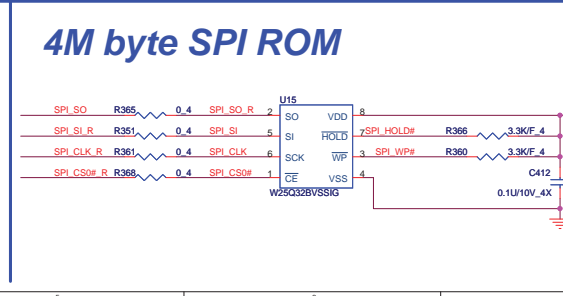 4M byte SPI ROM
U15
SPI_SO R365 0_4 SPI_SO_R 2 SO VDD 8
SPI_SI_R R351 0_4 SPI_SI 5 SI HOLD 7 SPI_HOLD# R366 3.3K/F_4
SPI_CLK_R R361 0_4 SPI_CLK 6 SCK WP 3 SPI_WP# R360 3.3K/F_4
SPI_CS0#_R R368 0_4 SPI_CS0# 1 CE VSS 4 C412
W25Q32BVSSIG 0.1U/10V_4X